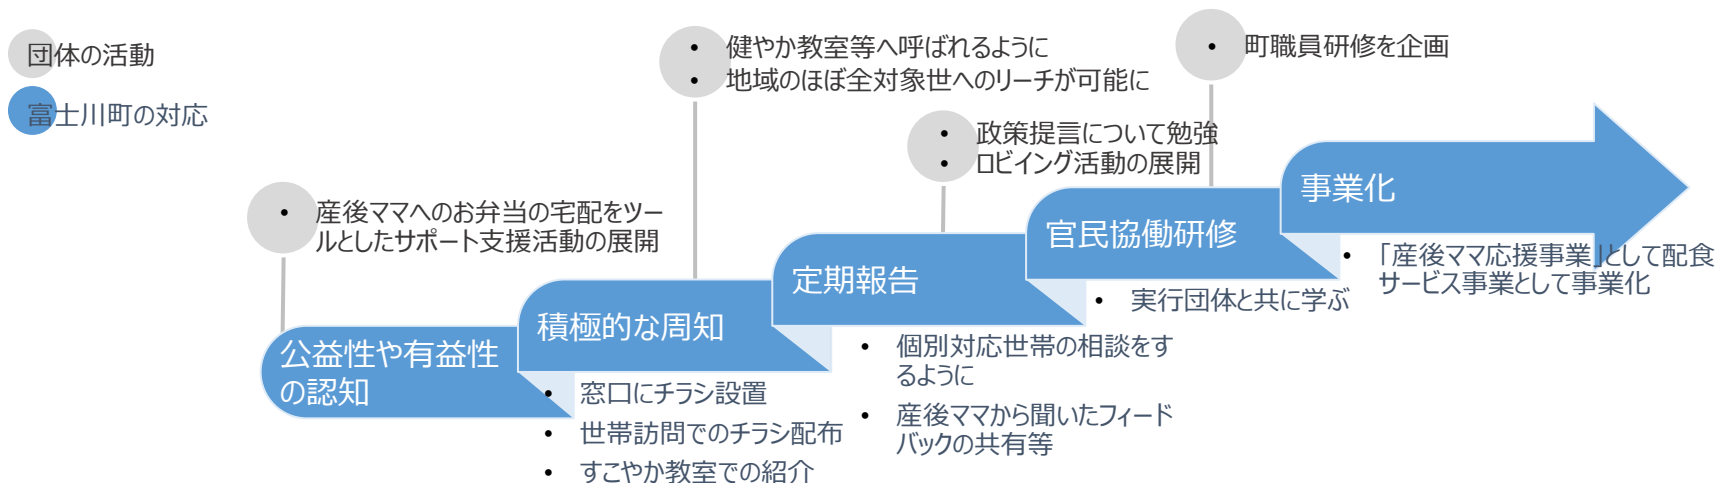 団体の活動
富士川町の対応
• 産後ママへのお弁当の宅配をツー
ルとしたサポート支援活動の展開
• 健やか教室等へ呼ばれるように
• 地域のほぼ全対象世へのリーチが可能に
• 政策提言について勉強
• ロビイング活動の展開
• 町職員研修を企画
公益性や有益性
の認知
積極的な周知
• 窓口にチラシ設置
• 世帯訪問でのチラシ配布
• すこやか教室での紹介
定期報告
• 個別対応世帯の相談をす
るように
• 産後ママから聞いたフィード
バックの共有等
官民協働研修
• 実行団体と共に学ぶ
事業化
• 「産後ママ応援事業」として配食
サービス事業として事業化